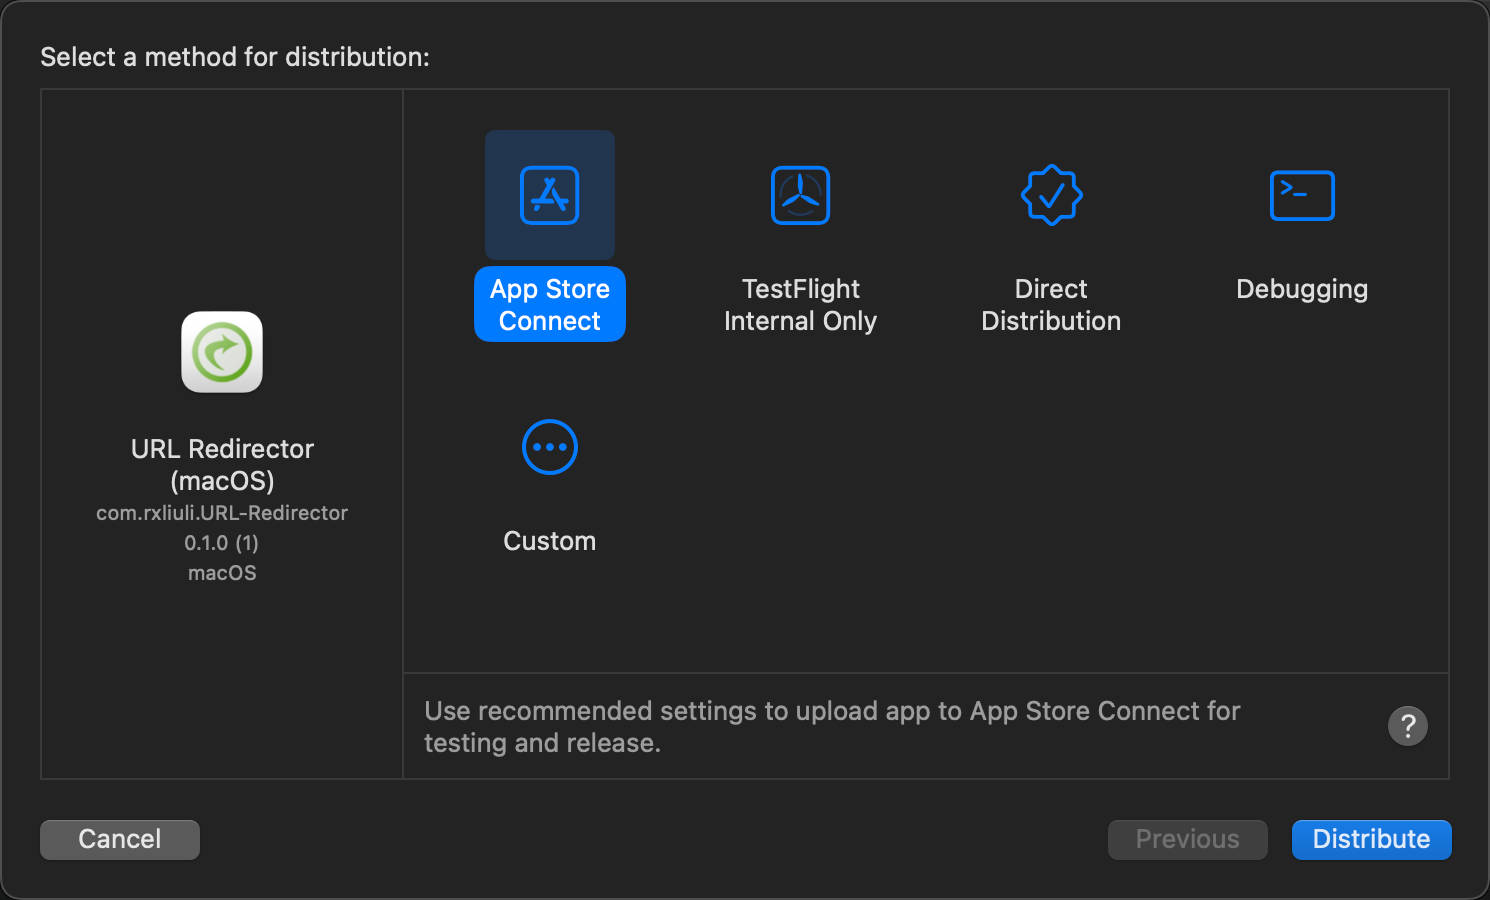 Select a method for distribution:
URL Redirector
(macOS)
com.rxliuli.URL-Redirector
0.1.0 (1)
macOS
App Store
Connect
TestFlight
Internal Only
Direct
Distribution
>_
Debugging
Custom
Use recommended settings to upload app to App Store Connect for
testing and release.
?
Cancel
Previous
Distribute